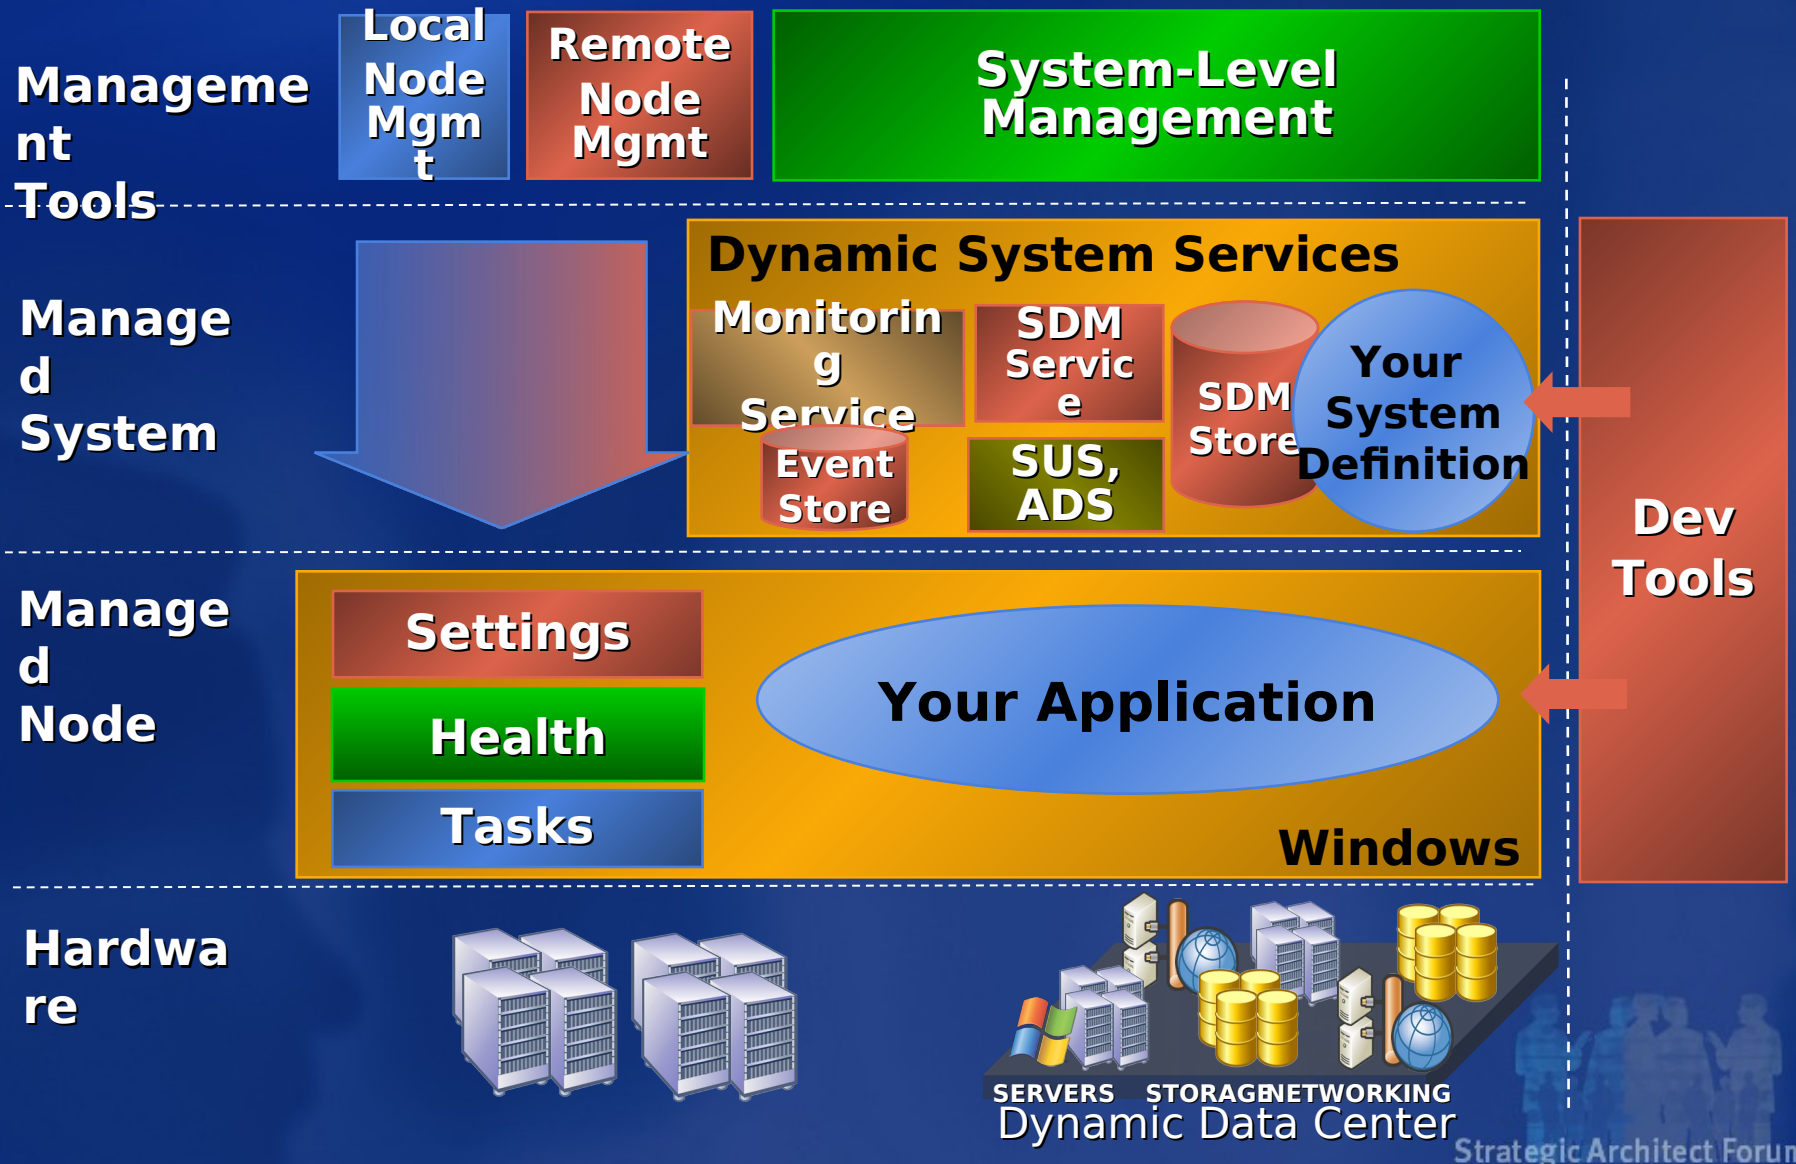 Local
Node
Mgm
t
Remote
Node
Mgmt
System-Level
Management
Manageme
nt
Tools
Dynamic System Services
Manage
d
System
Monitorin
g
Service
SDM
Servic
e
SDM
Store
Your
System
Definition
Event
Store
SUS,
ADS
Dev
Tools
Manage
d
Node
Settings
Health
Tasks
Your Application
Windows
Hardwa
re
SERVERS STORAGE NETWORKING
Dynamic Data Center
Strategic Architect Forum